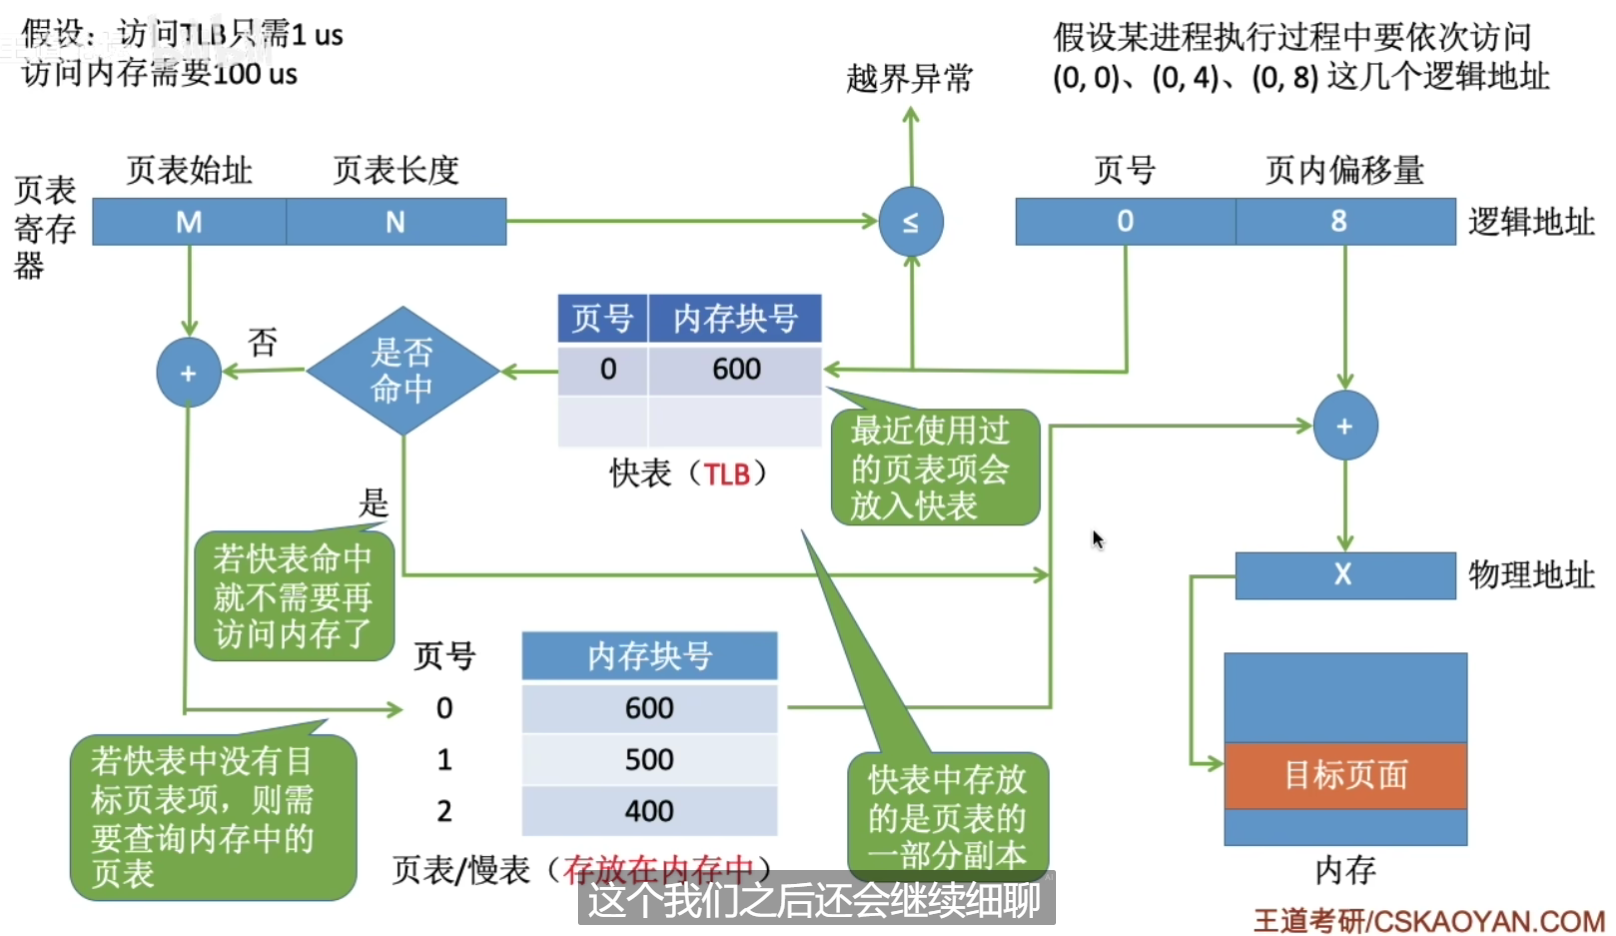 假设：访问TLB只需1 us
访问内存需要100 us
假设某进程执行过程中要依次访问
(0, 0)、(0, 4)、(0, 8) 这几个逻辑地址
越界异常
页表始址
页表长度
页号
页内偏移量
页表
寄存
器
M
N
≤
0
8
逻辑地址
页号
内存块号
0
600
快表（TLB）
否
是否
命中
+
+
最近使用过
的页表项会
放入快表
是
若快表命中
就不需要再
访问内存了
X
物理地址
页号
内存块号
0
600
1
500
2
400
页表/慢表（存放在内存中）
若快表中没有目
标页表项，则需
要查询内存中的
页表
快表中存放
的是页表的
一部分副本
目标页面
内存
这个我们之后还会继续细聊
王道考研/CSKAOYAN.COM